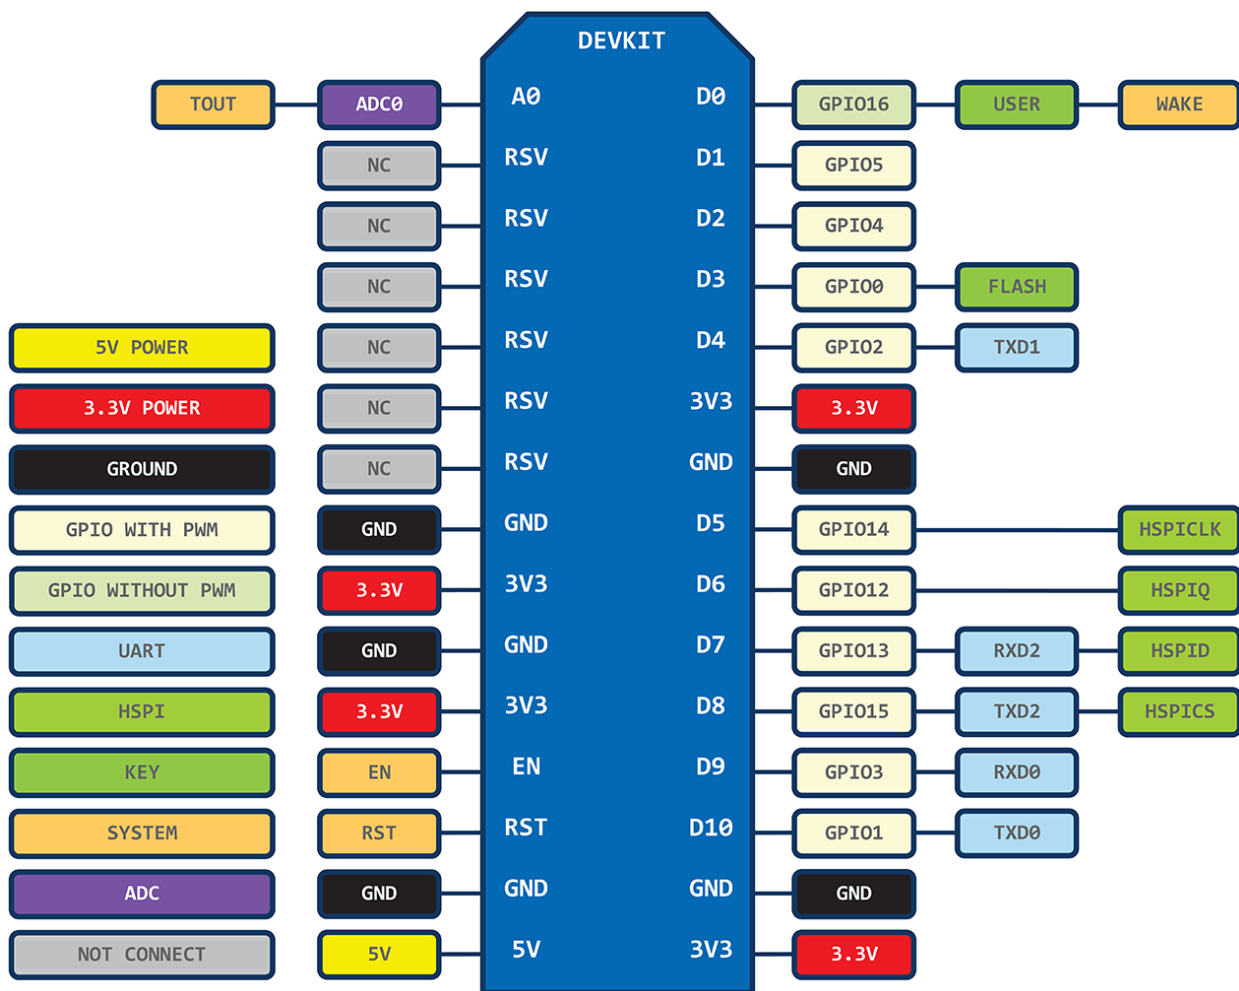 DEVKIT
TOUT ADC0 A0 D0 GPIO16 USER WAKE
NC RSV D1 GPIO5
NC RSV D2 GPIO4
NC RSV D3 GPIO0 FLASH
5V POWER NC RSV D4 GPIO2 TXD1
3.3V POWER NC RSV 3V3 3.3V
GROUND NC RSV GND GND
GPIO WITH PWM GND GND D5 GPIO14 HSPICLK
GPIO WITHOUT PWM 3.3V 3V3 D6 GPIO12 HSPIQ
UART GND GND D7 GPIO13 RXD2 HSPID
HSPI 3.3V 3V3 D8 GPIO15 TXD2 HSPICS
KEY EN EN D9 GPIO3 RXD0
SYSTEM RST RST D10 GPIO1 TXD0
ADC GND GND GND GND
NOT CONNECT 5V 5V 3V3 3.3V